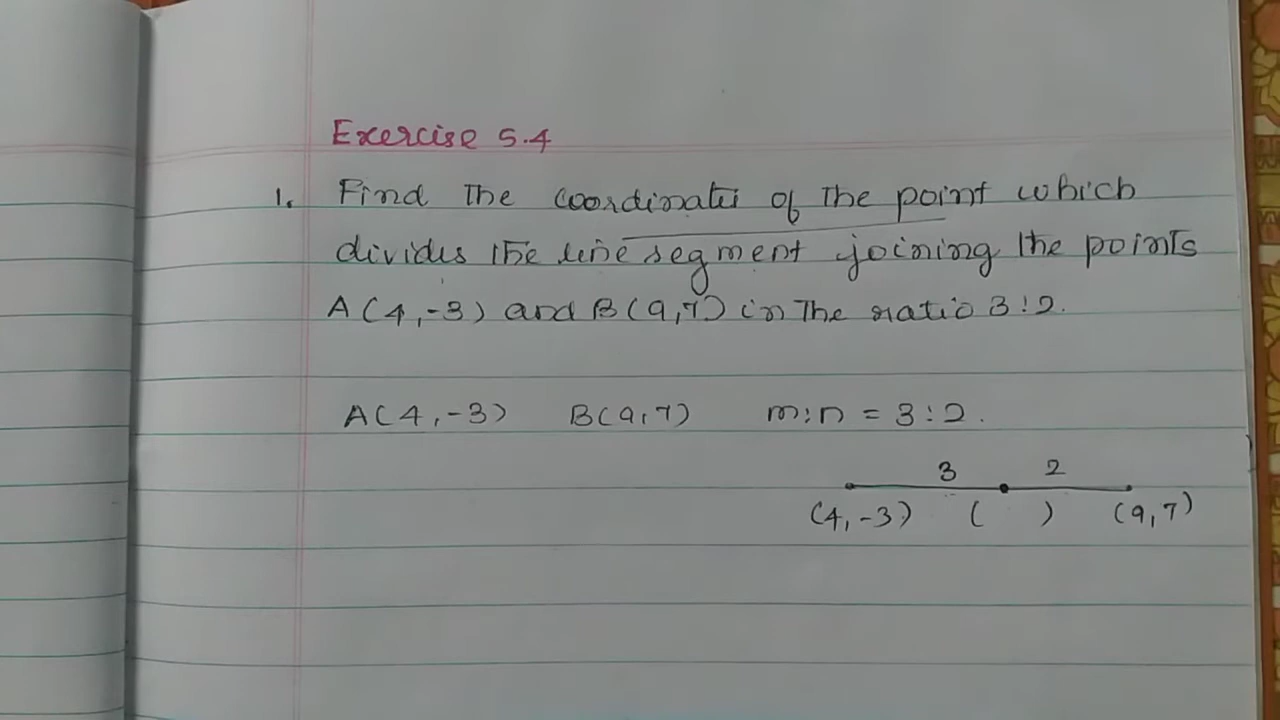 Exercise 5.4
1. Find the coordinates of the point which
divides the line segment joining the points
A(4,-3) and B(9,7) in the ratio 3:2.
A(4,-3) B(9,7) m:n = 3:2.
3 2
(4,-3) ( ) (9,7)